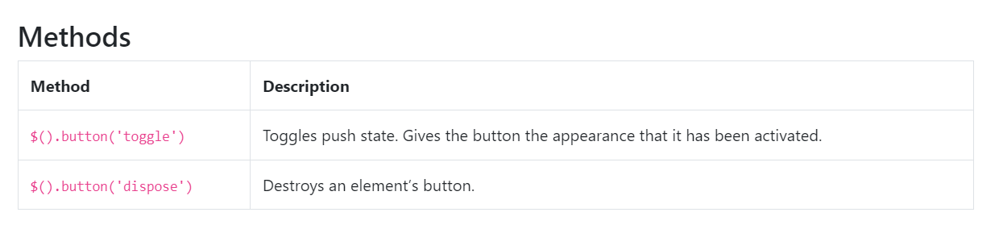 Methods
Method Description
$().button('toggle') Toggles push state. Gives the button the appearance that it has been activated.
$().button('dispose') Destroys an element’s button.